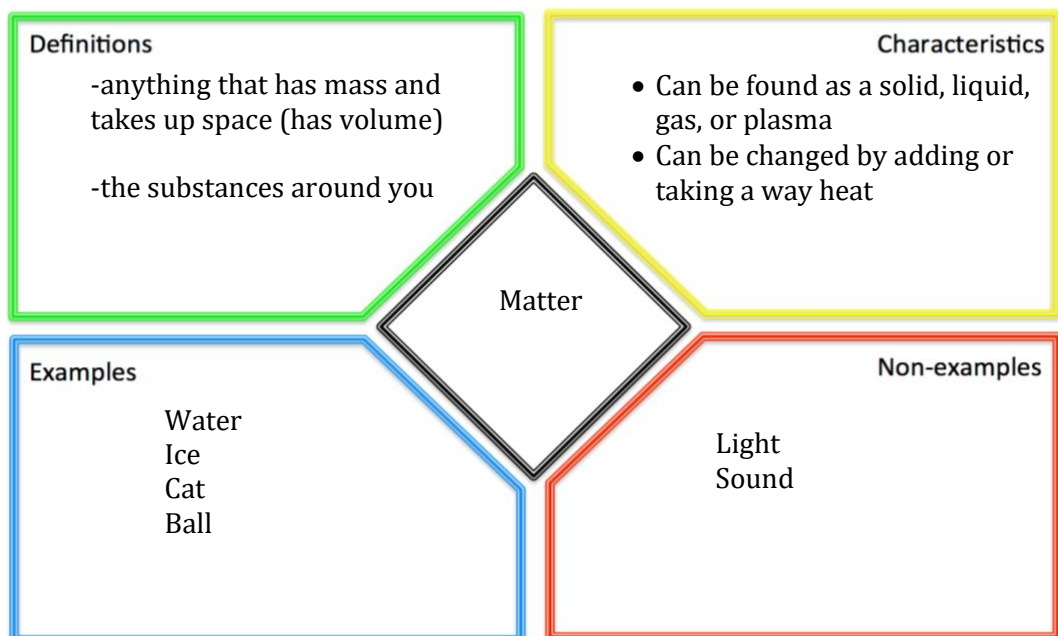 Definitions
-anything that has mass and
takes up space (has volume)
-the substances around you
Characteristics
• Can be found as a solid, liquid,
gas, or plasma
• Can be changed by adding or
taking a way heat
Matter
Examples
Water
Ice
Cat
Ball
Non-examples
Light
Sound